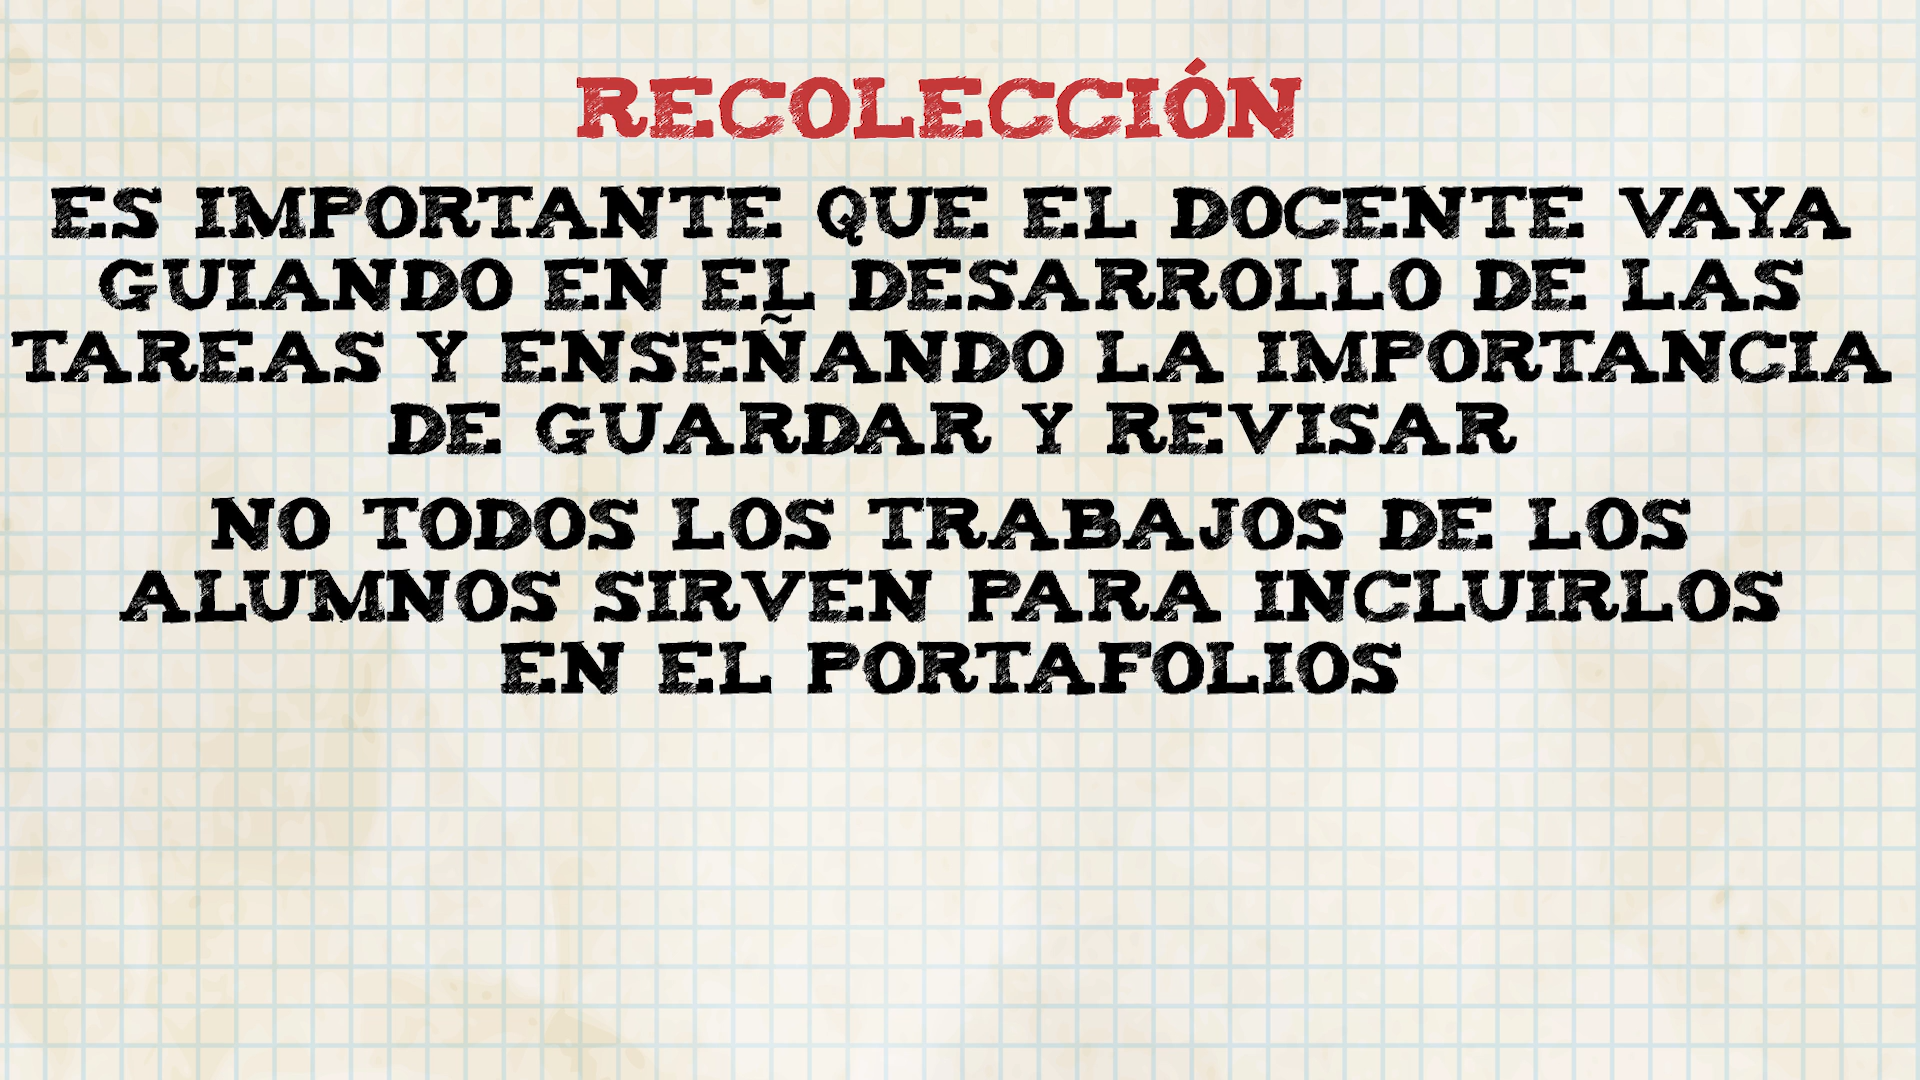 RECOLECCIÓN
ES IMPORTANTE QUE EL DOCENTE VAYA
GUIANDO EN EL DESARROLLO DE LAS
TAREAS Y ENSEÑANDO LA IMPORTANCIA
DE GUARDAR Y REVISAR
NO TODOS LOS TRABAJOS DE LOS
ALUMNOS SIRVEN PARA INCLUIRLOS
EN EL PORTAFOLIOS